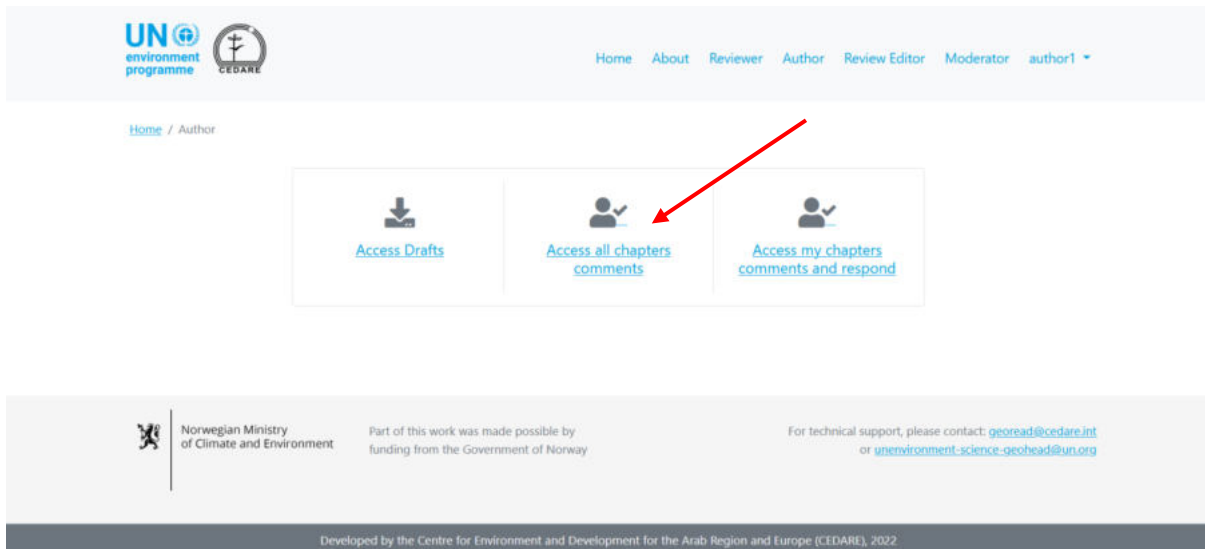 UN
environment
programme
CEDARE
Home About Reviewer Author Review Editor Moderator author1
Home / Author
Access Drafts
Access all chapters
comments
Access my chapters
comments and respond
Norwegian Ministry
of Climate and Environment
Part of this work was made possible by
funding from the Government of Norway
For technical support, please contact: georead@cedare.int
or unenvironment-science-geohead@un.org
Developed by the Centre for Environment and Development for the Arab Region and Europe (CEDARE), 2022